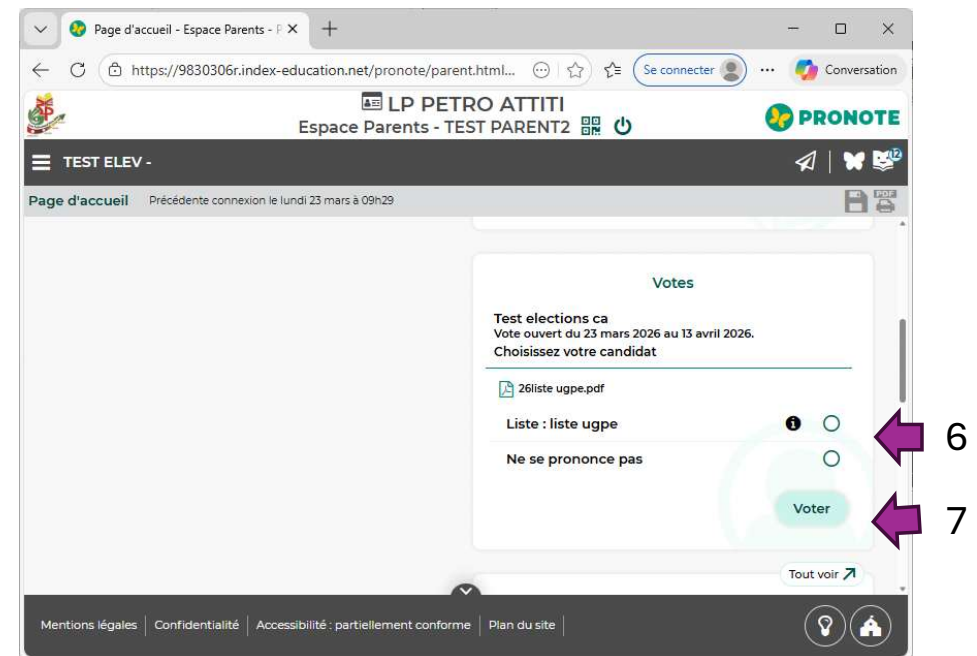 Page d'accueil - Espace Parents - P
https://9830306r.index-education.net/pronote/parent.html...
Se connecter
Conversation
LP PETRO ATTITI
Espace Parents - TEST PARENT2
PRONOTE
TEST ELEV -
12
Page d'accueil Précédente connexion le lundi 23 mars à 09h29
PDF
Votes
Test elections ca
Vote ouvert du 23 mars 2026 au 13 avril 2026.
Choisissez votre candidat
26liste ugpe.pdf
Liste : liste ugpe
6
Ne se prononce pas
Voter
7
Tout voir
Mentions légales Confidentialité Accessibilité : partiellement conforme Plan du site